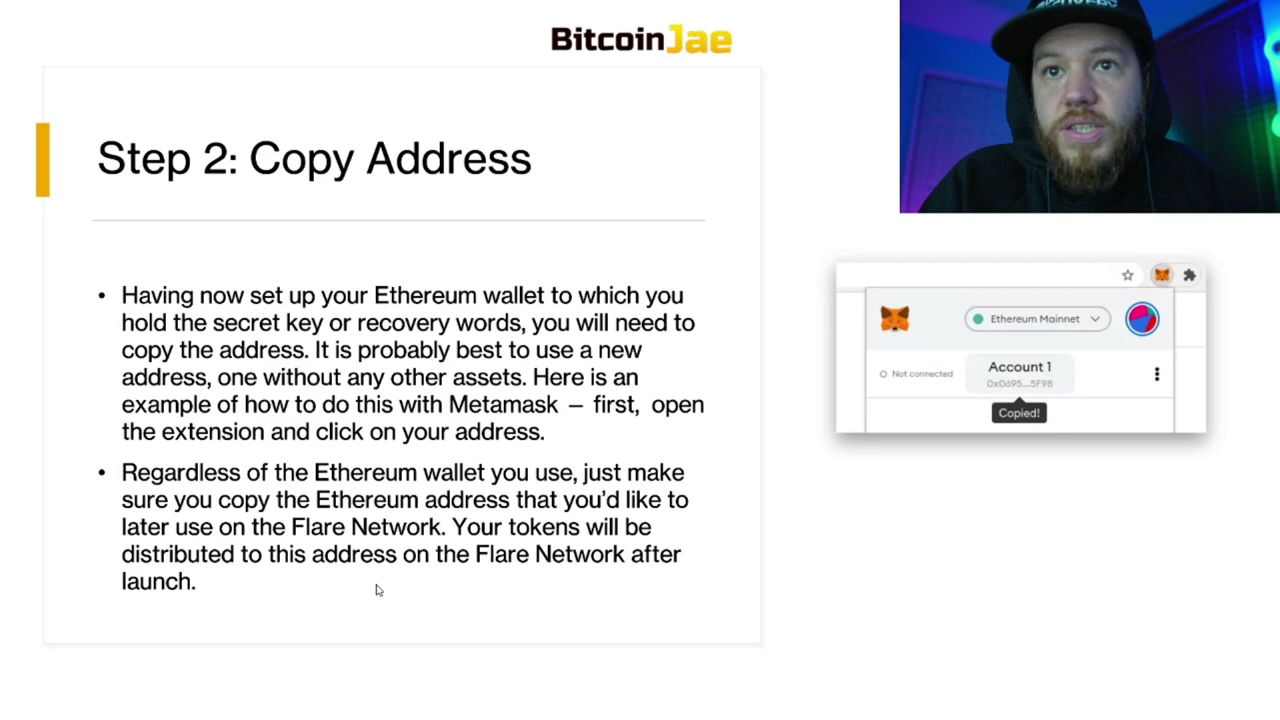 BitcoinJae
Step 2: Copy Address
• Having now set up your Ethereum wallet to which you
hold the secret key or recovery words, you will need to
copy the address. It is probably best to use a new
address, one without any other assets. Here is an
example of how to do this with Metamask – first, open
the extension and click on your address.
• Regardless of the Ethereum wallet you use, just make
sure you copy the Ethereum address that you’d like to
later use on the Flare Network. Your tokens will be
distributed to this address on the Flare Network after
launch.
Ethereum Mainnet
Not connected
Account 1
0x0695...5F98
Copied!